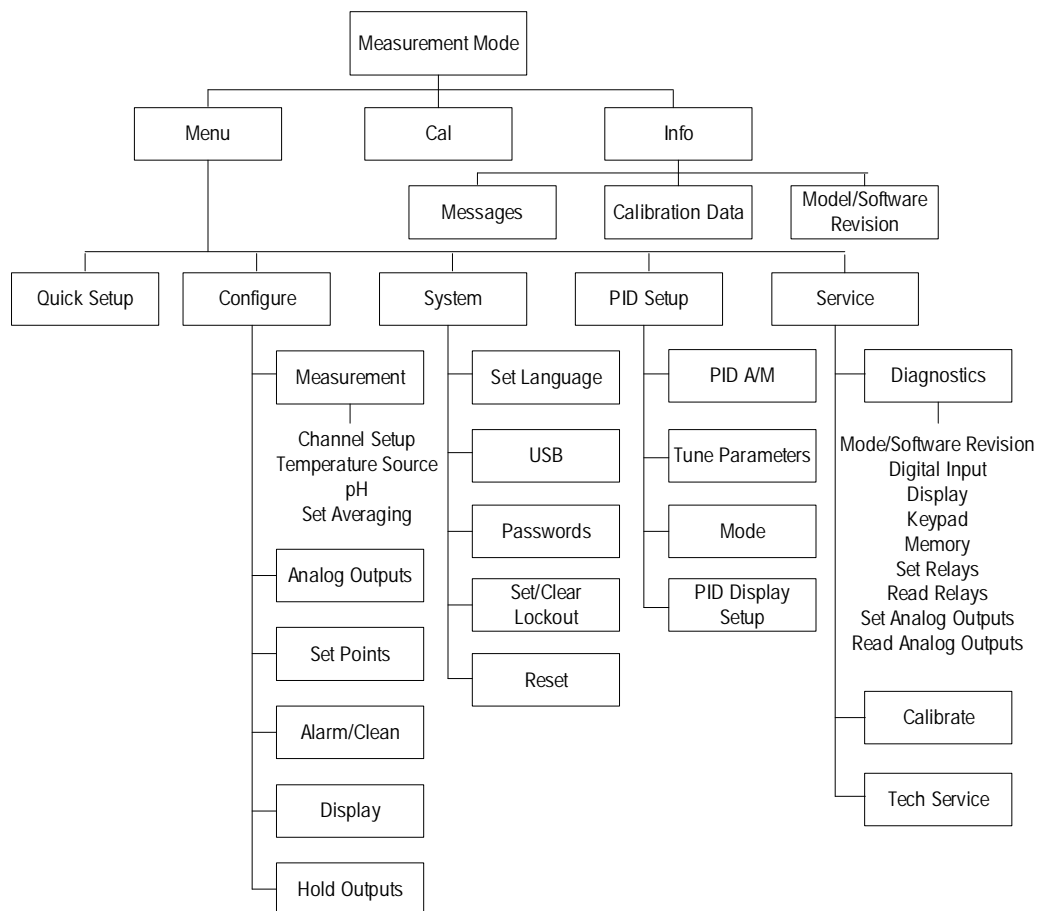 Measurement Mode
Menu
Cal
Info
Messages
Calibration Data
Model/Software
Revision
Quick Setup
Configure
System
PID Setup
Service
Measurement
Channel Setup
Temperature Source
pH
Set Averaging
Analog Outputs
Set Points
Alarm/Clean
Display
Hold Outputs
Set Language
USB
Passwords
Set/Clear
Lockout
Reset
PID A/M
Tune Parameters
Mode
PID Display
Setup
Diagnostics
Mode/Software Revision
Digital Input
Display
Keypad
Memory
Set Relays
Read Relays
Set Analog Outputs
Read Analog Outputs
Calibrate
Tech Service